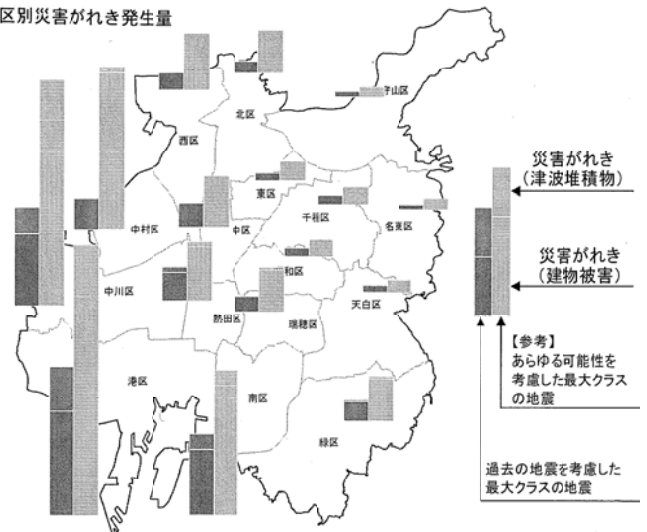 区別災害がれき発生量
守山区
北区
西区
東区
千種区
名東区
中村区
中区
昭和区
中川区
天白区
熱田区
瑞穂区
港区
南区
緑区
災害がれき
(津波堆積物)
災害がれき
(建物被害)
【参考】
あらゆる可能性を
考慮した最大クラス
の地震
過去の地震を考慮した
最大クラスの地震